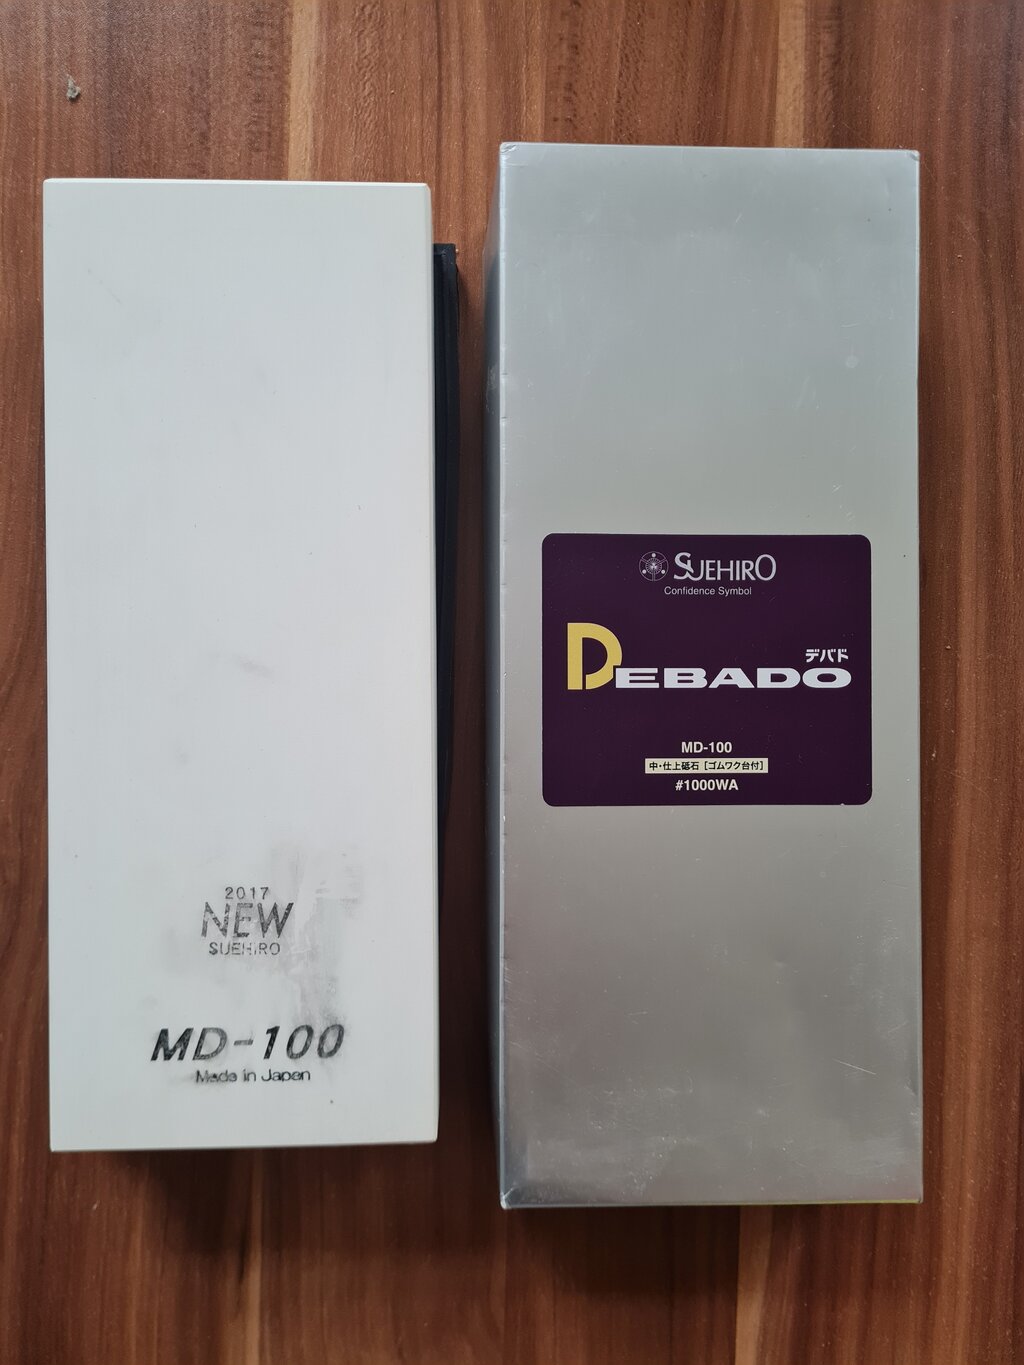 2017
NEW
SUEHIRO
MD-100
Made in Japan
SUEHIRO
Confidence Symbol
デバド
DEBADO
MD-100
中・仕上砥石［ゴムワク台付］
#1000WA